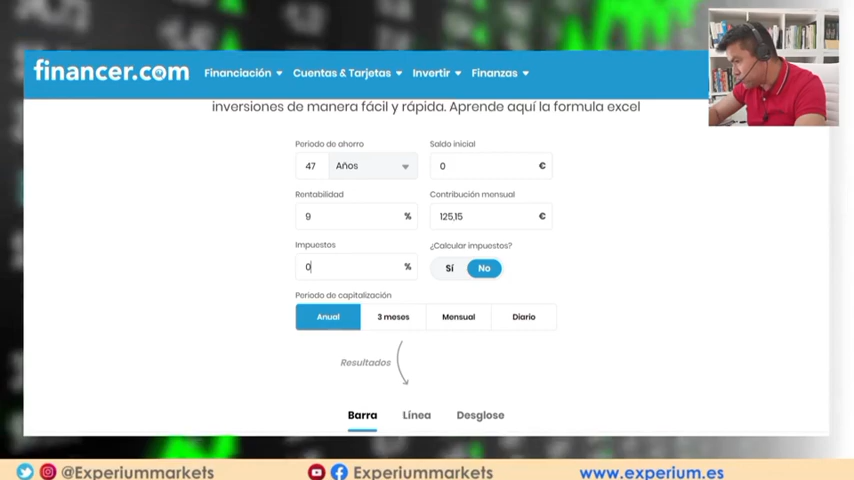 financer.com Financiación Cuentas & Tarjetas Invertir Finanzas
inversiones de manera fácil y rápida. Aprende aquí la formula excel
Periodo de ahorro Saldo inicial
47 Años 0 €
Rentabilidad Contribución mensual
9 % 125,15 €
Impuestos ¿Calcular impuestos?
0 % Sí No
Periodo de capitalización
Anual 3 meses Mensual Diario
Resultados
Barra Línea Desglose
@Experiummarkets Experiummarkets www.experium.es